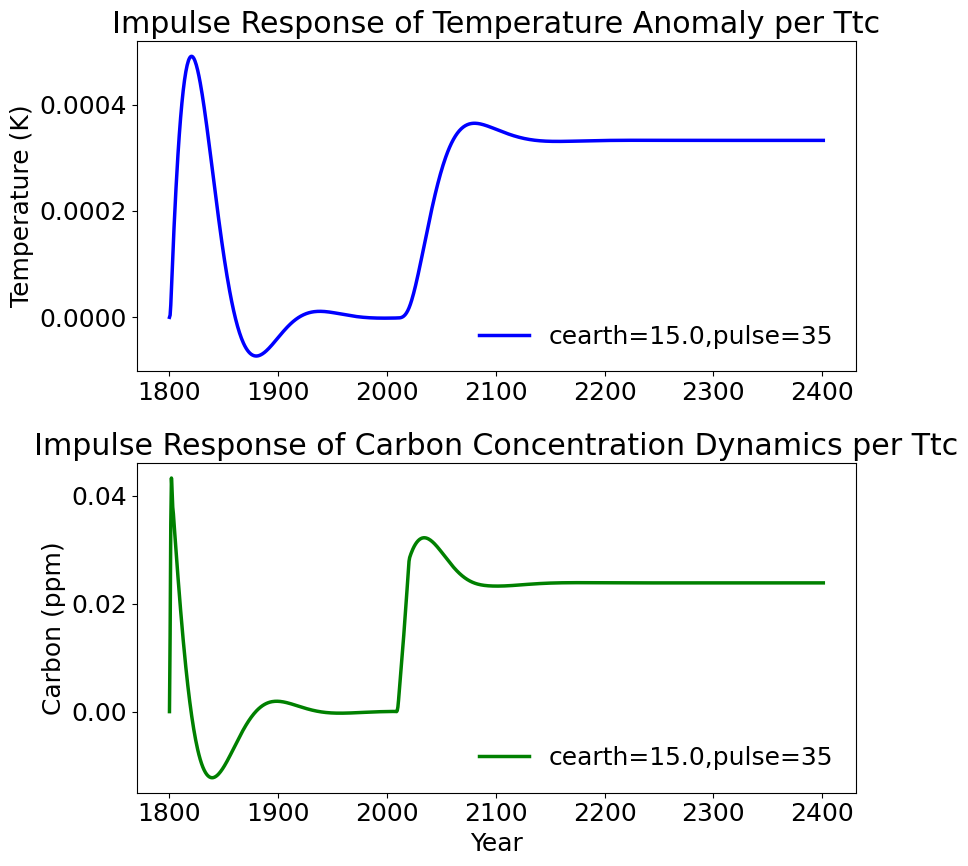 Impulse Response of Temperature Anomaly per Ttc
Temperature (K)
0.0004
0.0002
0.0000
cearth=15.0,pulse=35
1800 1900 2000 2100 2200 2300 2400
Impulse Response of Carbon Concentration Dynamics per Ttc
Carbon (ppm)
0.04
0.02
0.00
cearth=15.0,pulse=35
1800 1900 2000 2100 2200 2300 2400
Year